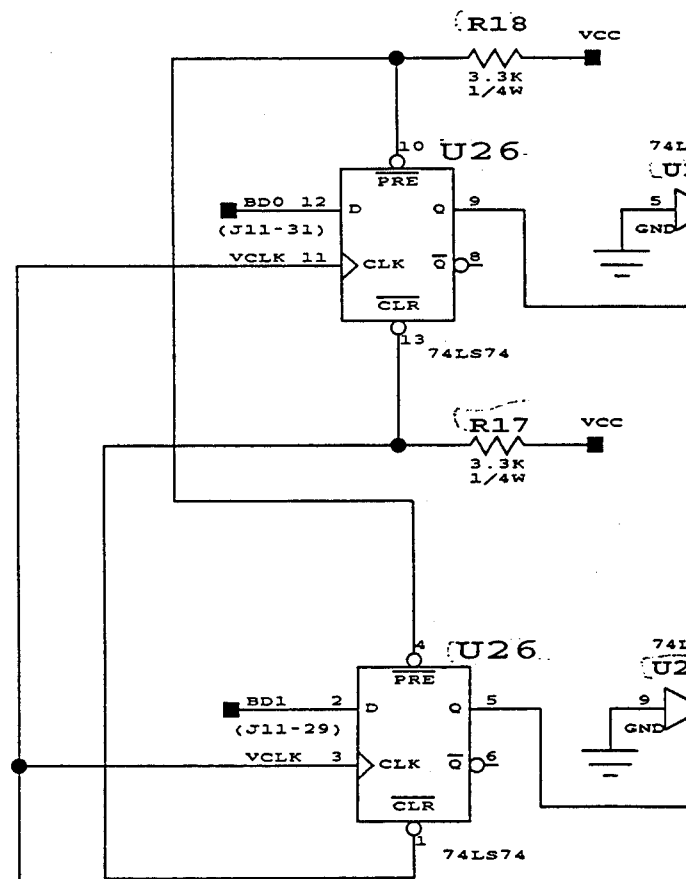 R18
VCC
3.3K
1/4W
10
U26
PRE
BD0 12
D
Q
9
(J11-31)
VCLK 11
CLK
Q
8
CLR
13
74LS74
5
GND
R17
VCC
3.3K
1/4W
4
U26
PRE
BD1 2
D
Q
5
(J11-29)
VCLK 3
CLK
Q
6
CLR
1
74LS74
9
GND